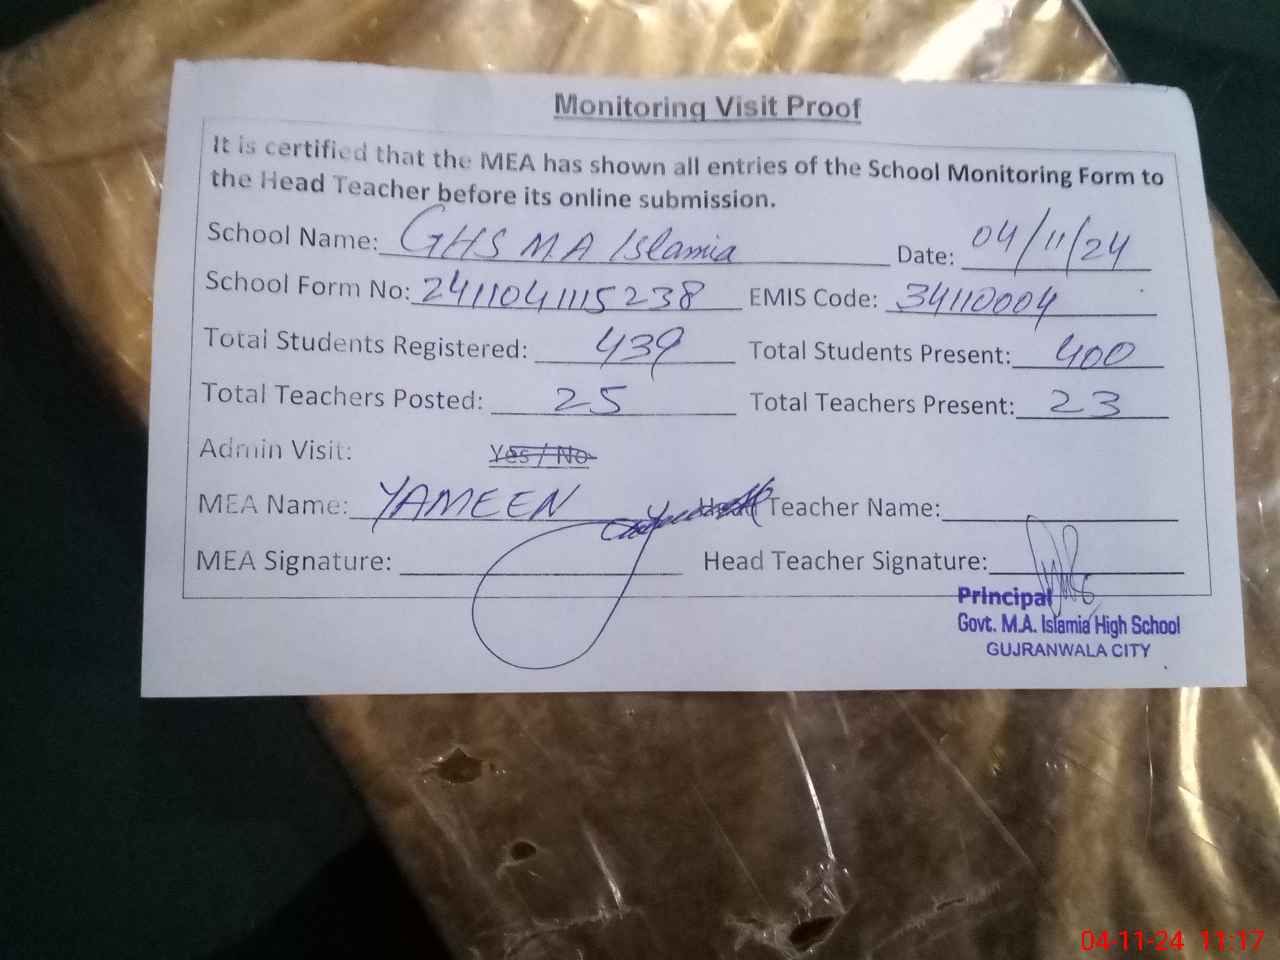 Monitoring Visit Proof
It is certified that the MEA has shown all entries of the School Monitoring Form to
the Head Teacher before its online submission.
School Name: GHS M.A Islamia Date: 04/11/24
School Form No: 2411041115238 EMIS Code: 34110004
Total Students Registered: 439 Total Students Present: 400
Total Teachers Posted: 25 Total Teachers Present: 23
Admin Visit: Yes / No
MEA Name: YAMEEN Head Teacher Name:
MEA Signature: Head Teacher Signature:
Principal
Govt. M.A. Islamia High School
GUJRANWALA CITY
04-11-24 11:17